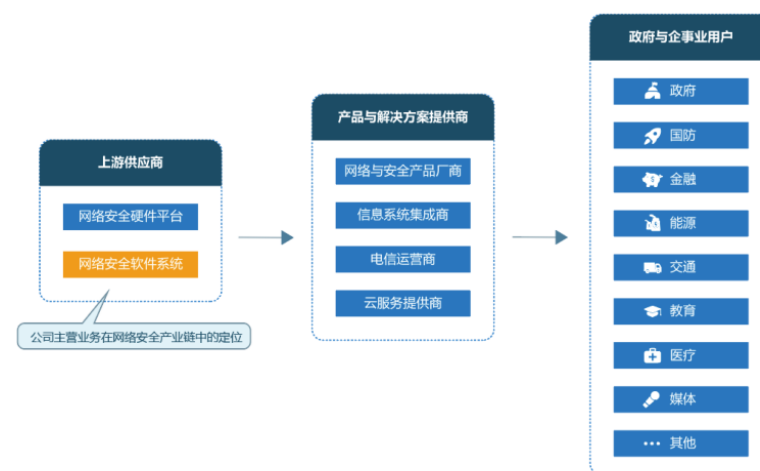 上游供应商
网络安全硬件平台
网络安全软件系统
公司主营业务在网络安全产业链中的定位
产品与解决方案提供商
网络与安全产品厂商
信息系统集成商
电信运营商
云服务提供商
政府与企事业用户
政府
国防
金融
能源
交通
教育
医疗
媒体
其他